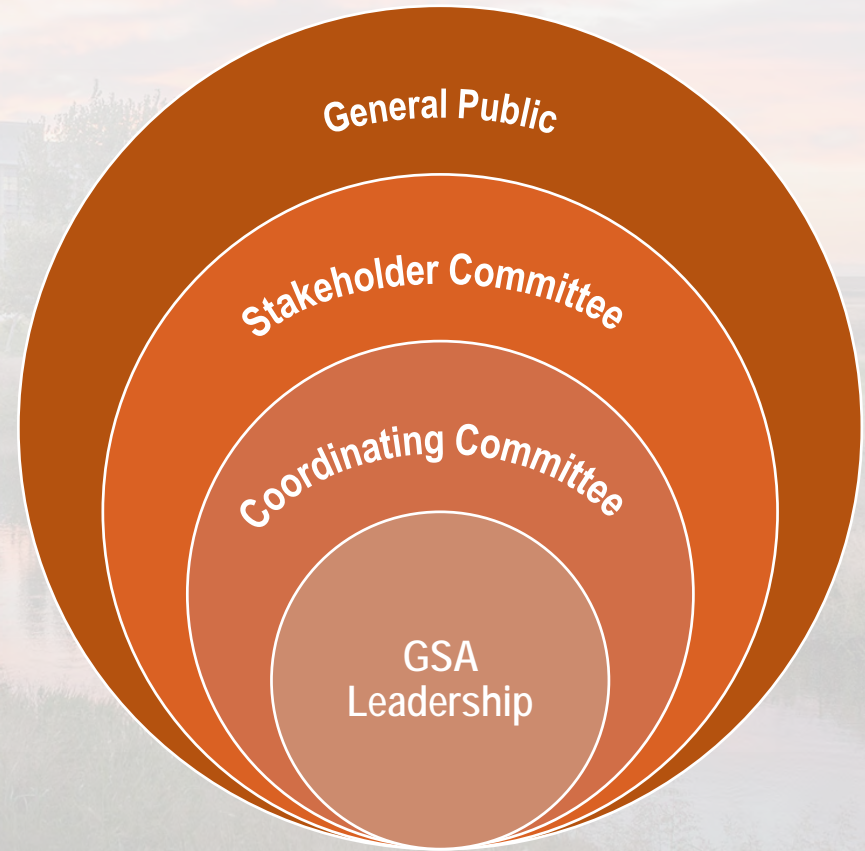 General Public
Stakeholder Committee
Coordinating Committee
GSA
Leadership